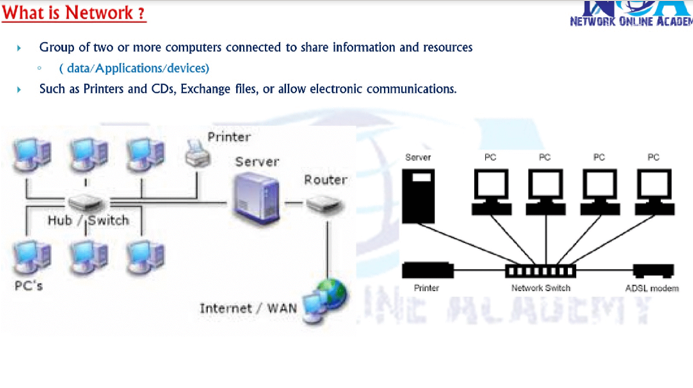 What is Network ?
NETWORK ONLINE ACADEM
Group of two or more computers connected to share information and resources
( data/Applications/devices)
Such as Printers and CDs, Exchange files, or allow electronic communications.
Printer
Server
Router
Hub / Switch
PC's
Internet / WAN
Server
PC
PC
PC
PC
Printer
Network Switch
ADSL modem
INE ACADEMY